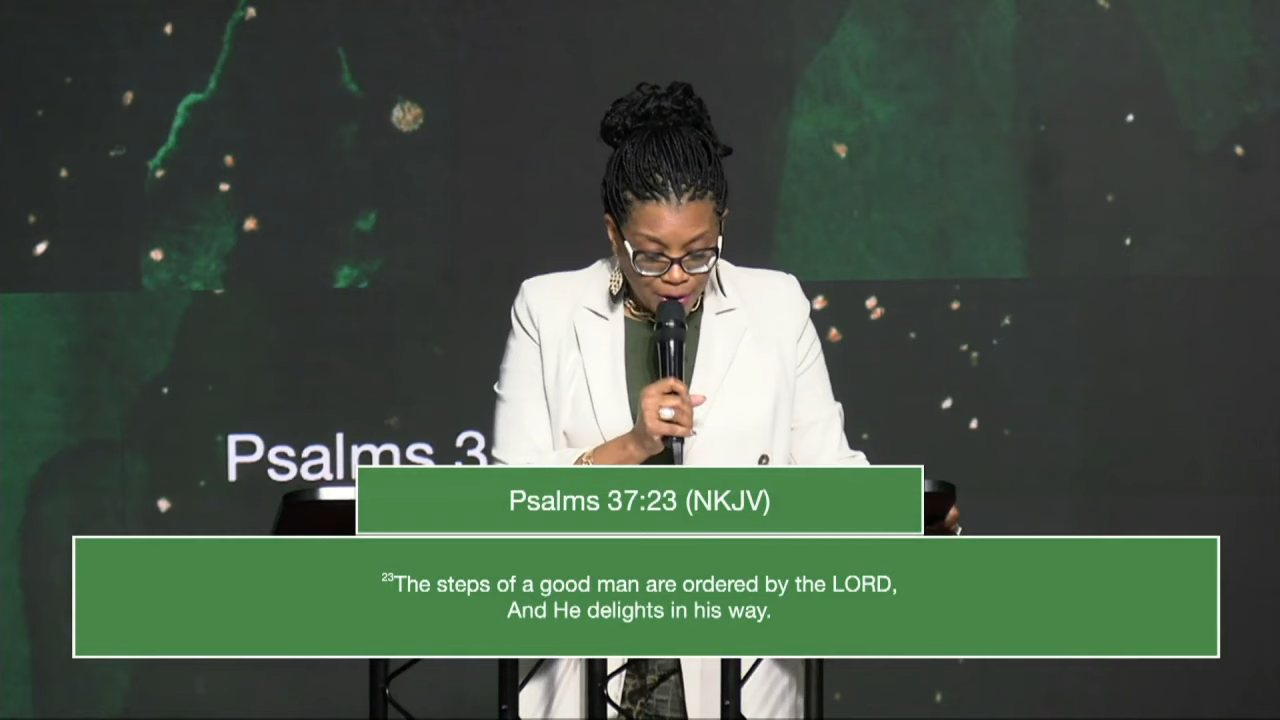 Psalms 3
Psalms 37:23 (NKJV)
23The steps of a good man are ordered by the LORD,
And He delights in his way.